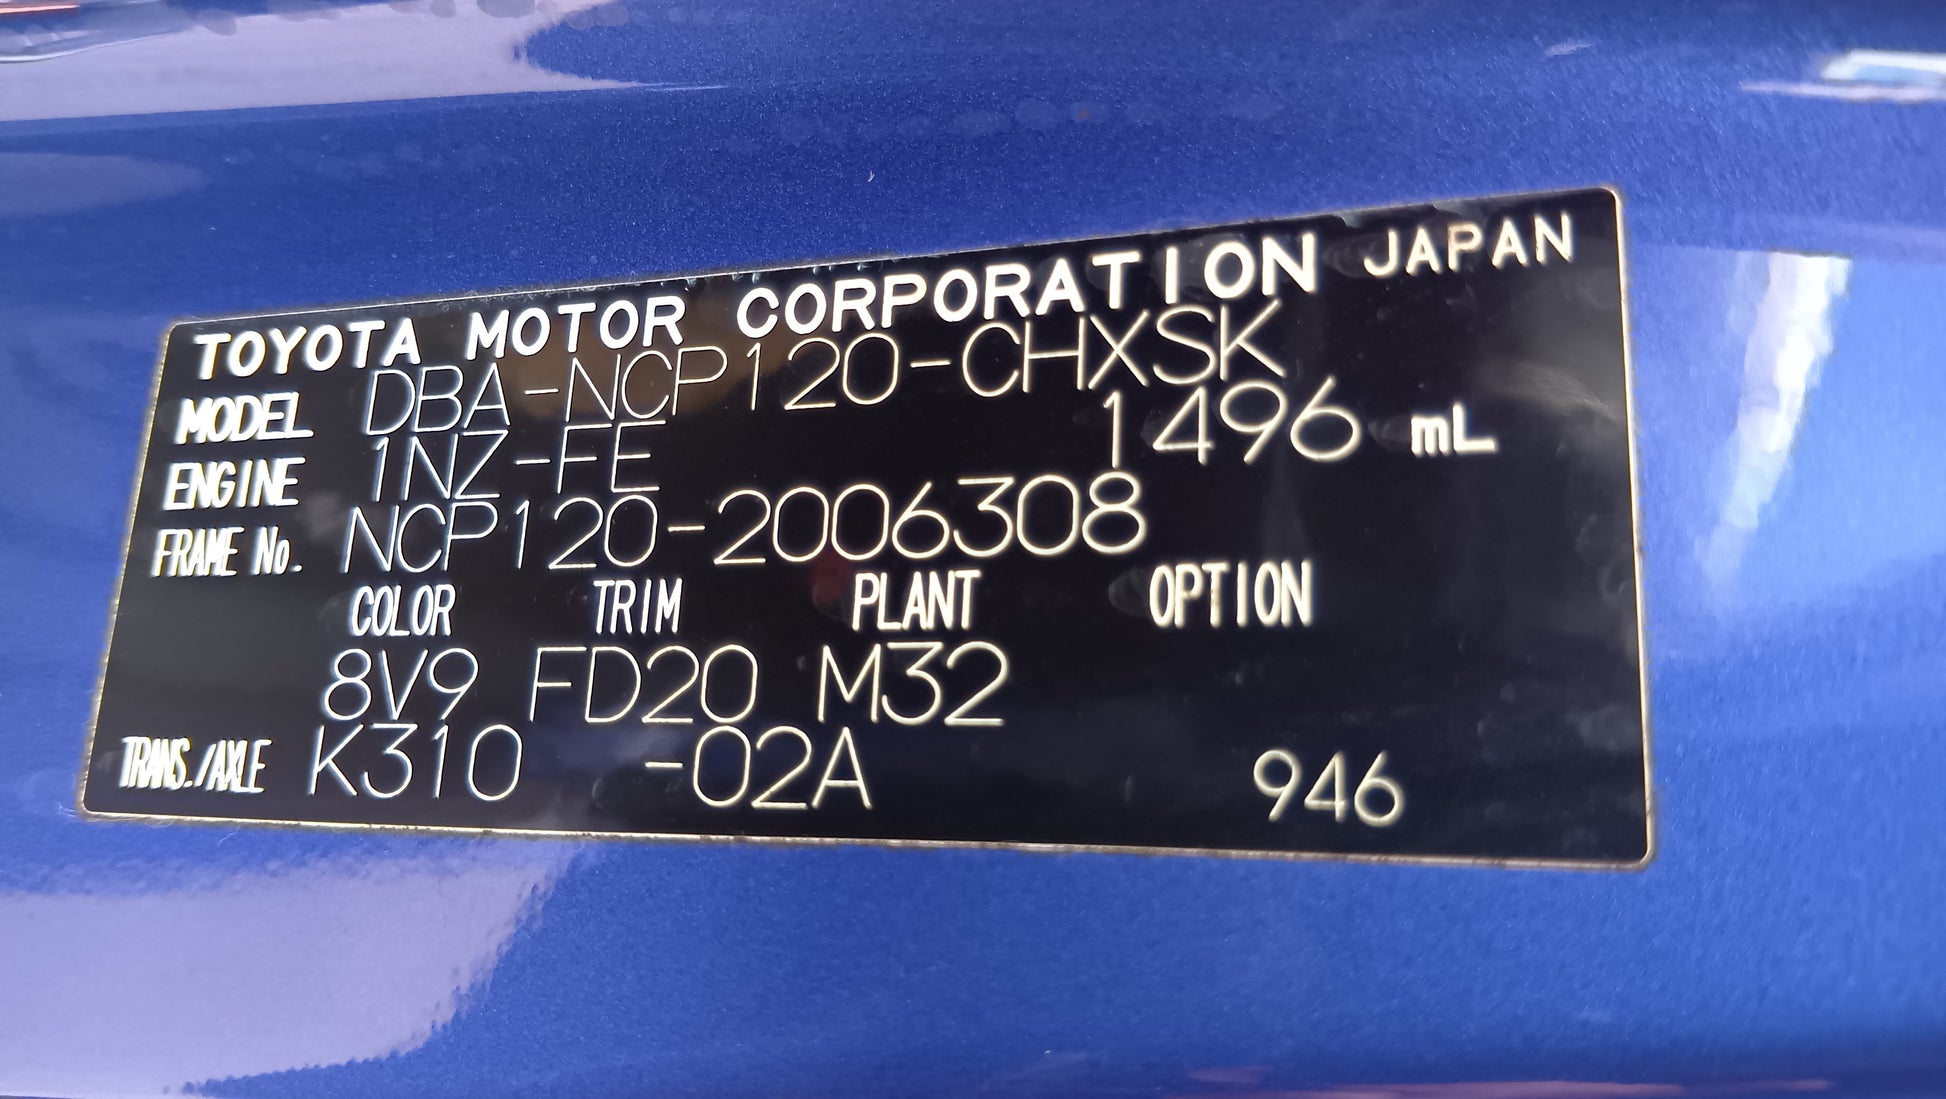 TOYOTA MOTOR CORPORATION JAPAN
MODEL DBA-NCP120-CHXSK
ENGINE 1NZ-FE 1496 mL
FRAME No. NCP120-2006308
COLOR TRIM PLANT OPTION
8V9 FD20 M32
TRANS./AXLE K310 -02A 946